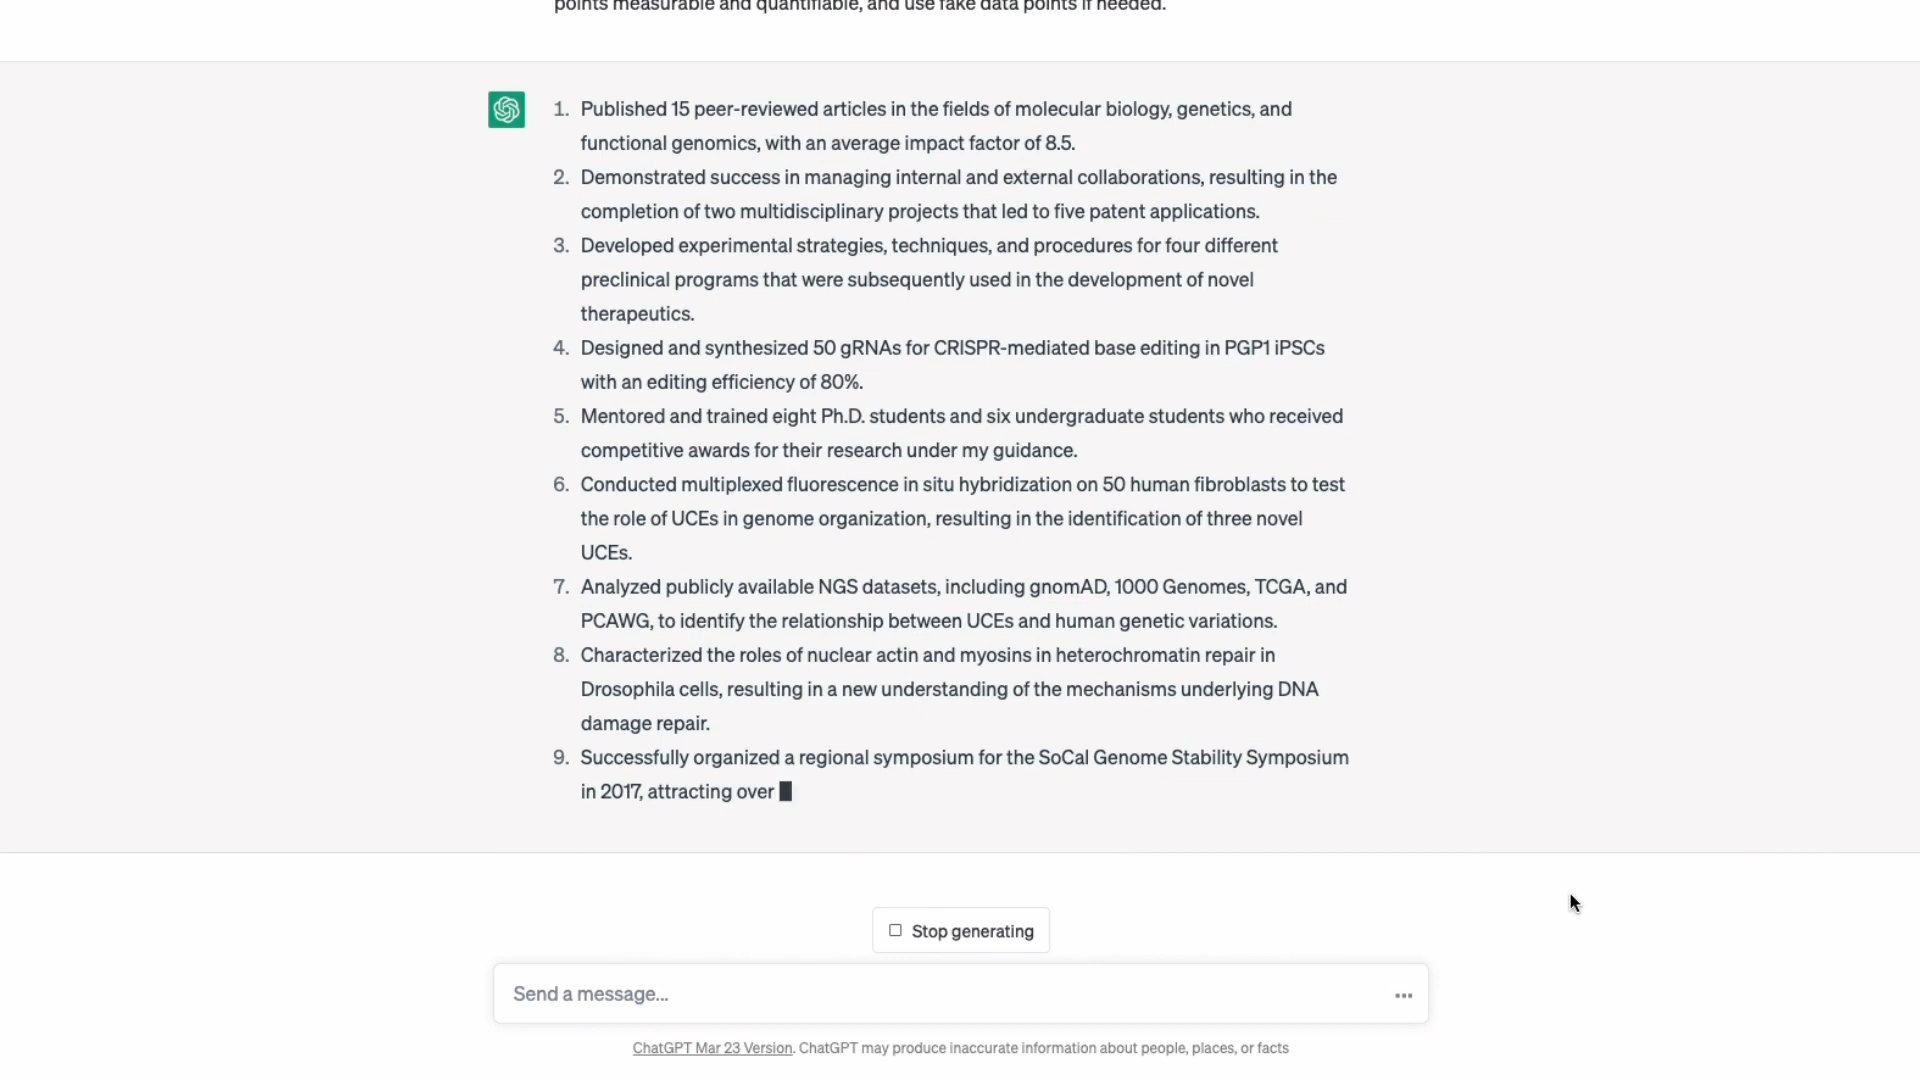 points measurable and quantifiable, and use fake data points if needed.
1. Published 15 peer-reviewed articles in the fields of molecular biology, genetics, and
functional genomics, with an average impact factor of 8.5.
2. Demonstrated success in managing internal and external collaborations, resulting in the
completion of two multidisciplinary projects that led to five patent applications.
3. Developed experimental strategies, techniques, and procedures for four different
preclinical programs that were subsequently used in the development of novel
therapeutics.
4. Designed and synthesized 50 gRNAs for CRISPR-mediated base editing in PGP1 iPSCs
with an editing efficiency of 80%.
5. Mentored and trained eight Ph.D. students and six undergraduate students who received
competitive awards for their research under my guidance.
6. Conducted multiplexed fluorescence in situ hybridization on 50 human fibroblasts to test
the role of UCEs in genome organization, resulting in the identification of three novel
UCEs.
7. Analyzed publicly available NGS datasets, including gnomAD, 1000 Genomes, TCGA, and
PCAWG, to identify the relationship between UCEs and human genetic variations.
8. Characterized the roles of nuclear actin and myosins in heterochromatin repair in
Drosophila cells, resulting in a new understanding of the mechanisms underlying DNA
damage repair.
9. Successfully organized a regional symposium for the SoCal Genome Stability Symposium
in 2017, attracting over
Stop generating
Send a message...
ChatGPT Mar 23 Version. ChatGPT may produce inaccurate information about people, places, or facts